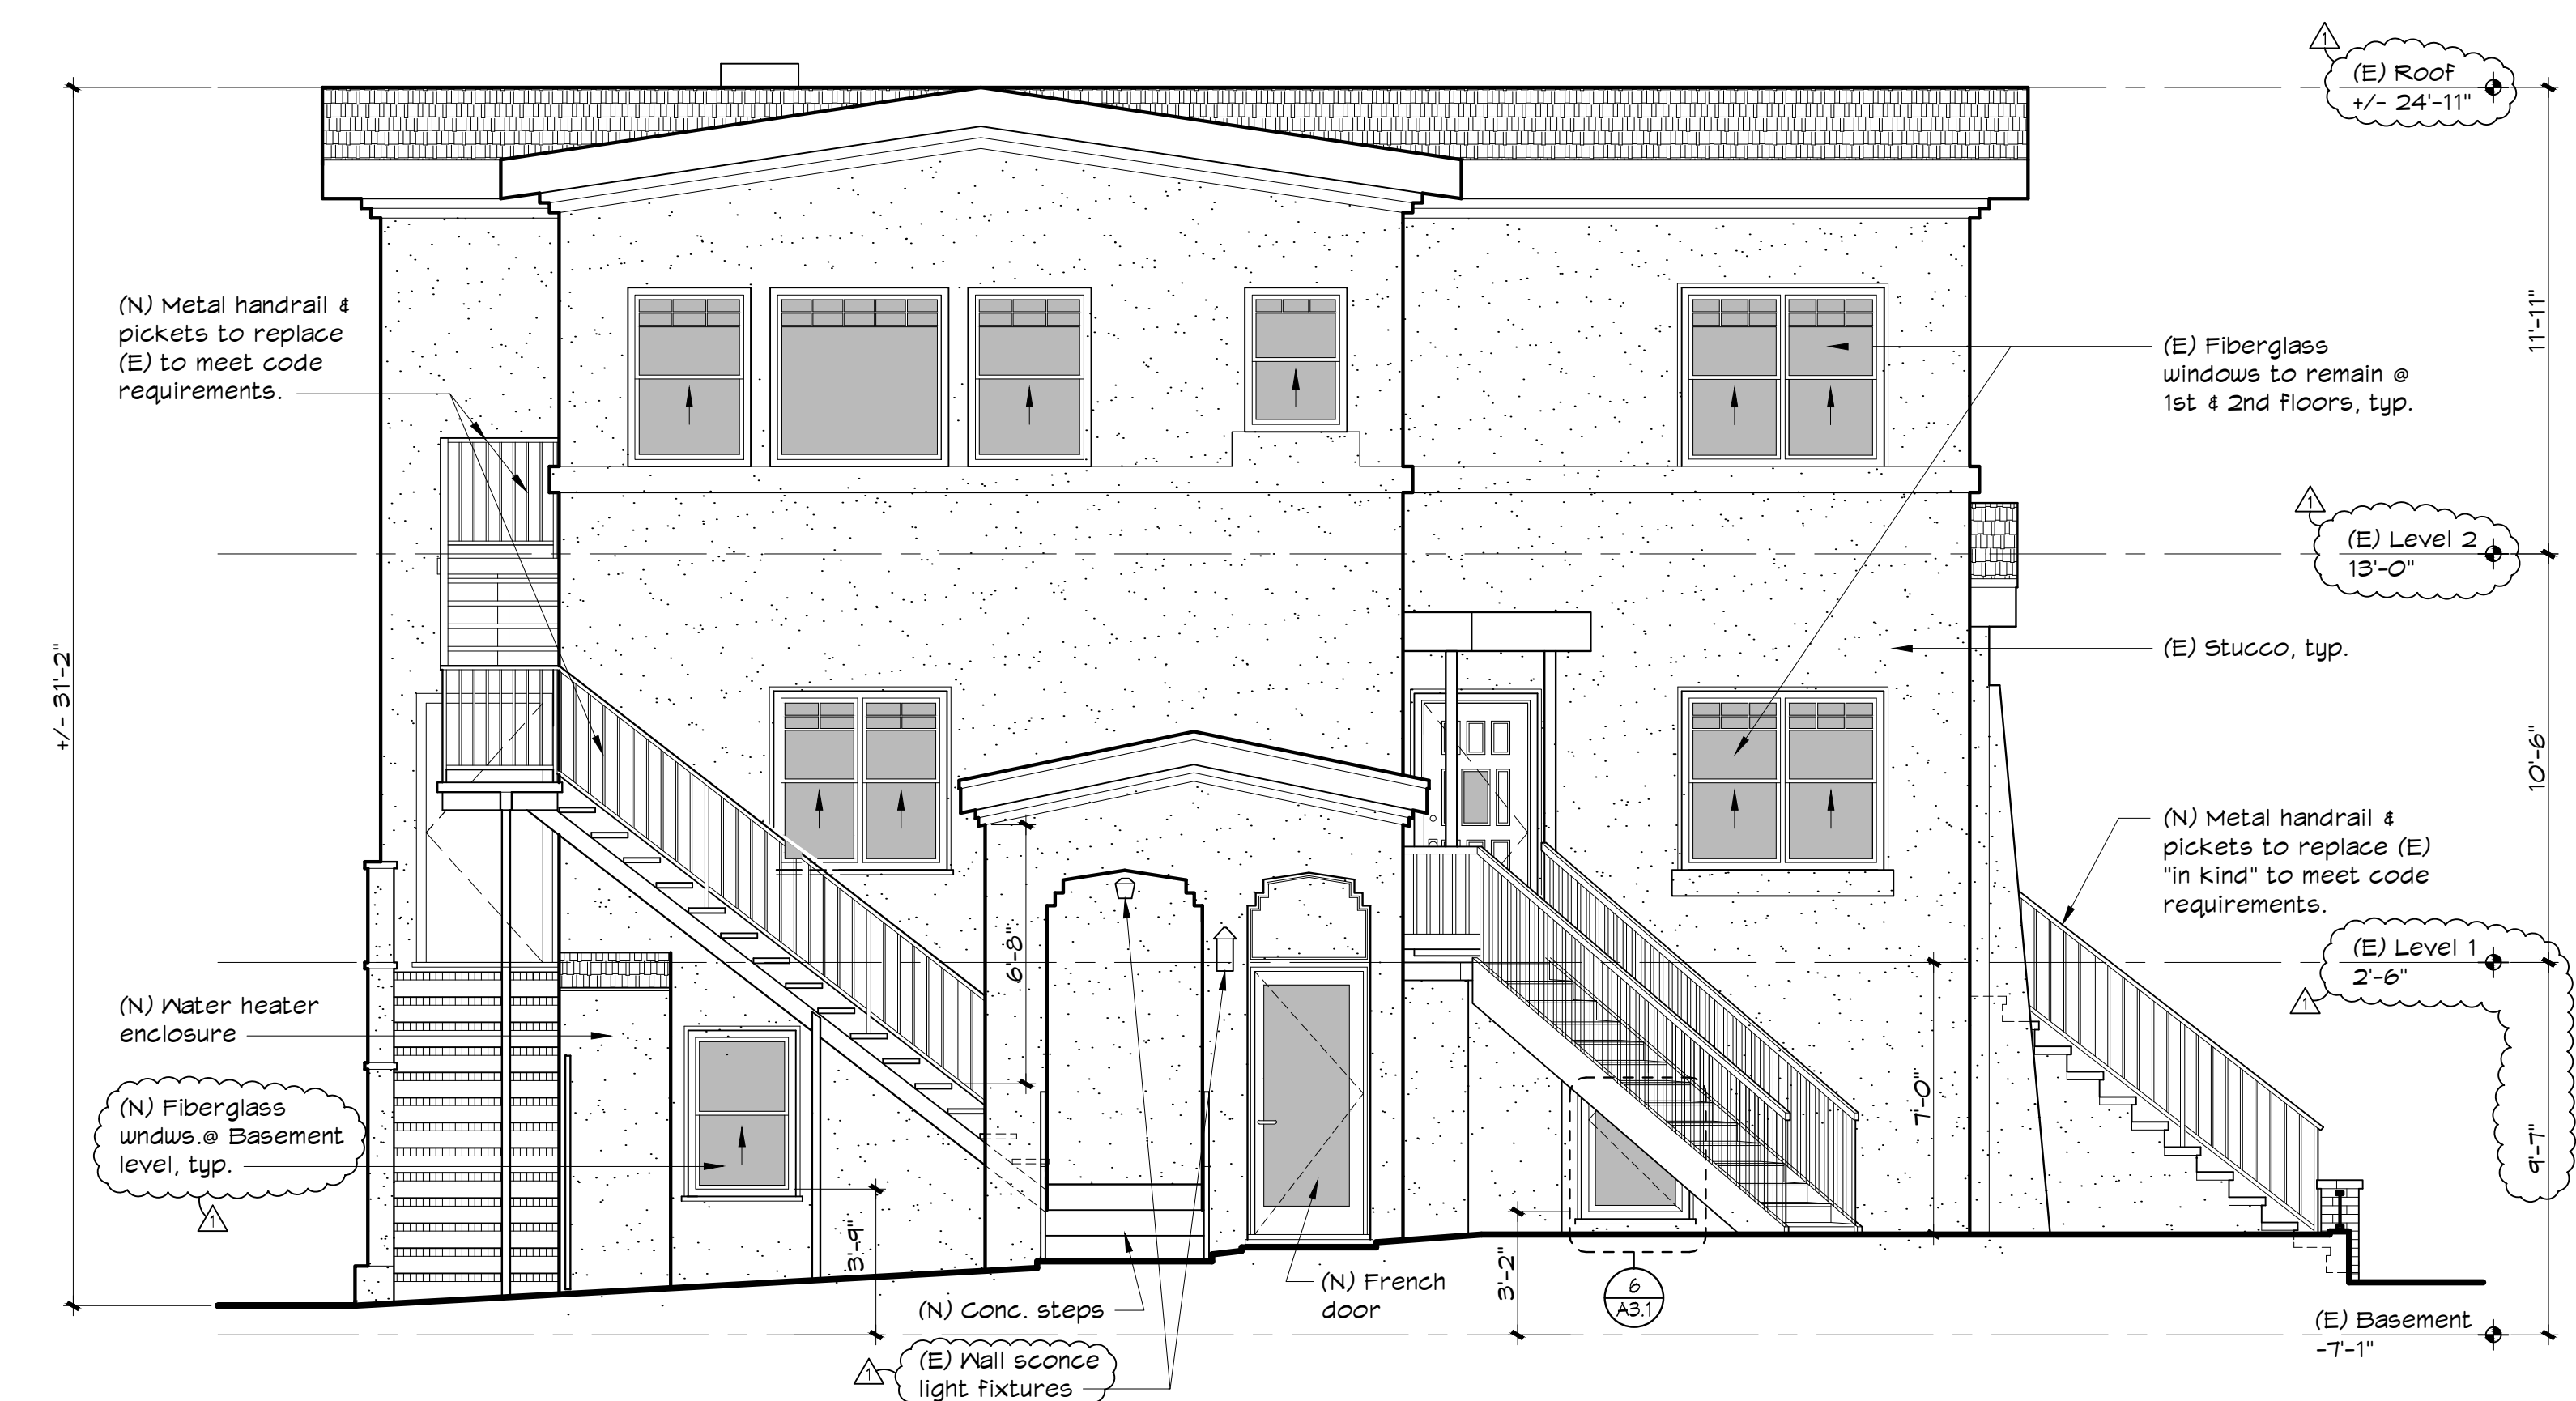 1
(E) Roof
+/- 24'-11"
(N) Metal handrail &
pickets to replace
(E) to meet code
requirements.
11'-11"
(E) Fiberglass
windows to remain @
1st & 2nd floors, typ.
1
(E) Level 2
13'-0"
+/- 31'-2"
(E) Stucco, typ.
10'-6"
(N) Metal handrail &
pickets to replace (E)
"in kind" to meet code
requirements.
6'-8"
(E) Level 1
2'-6"
1
(N) Water heater
enclosure
7'-0"
(N) Fiberglass
wndws.@ Basement
level, typ.
1
9'-7"
3'-9"
3'-2"
(N) French
door
6
A3.1
(N) Conc. steps
(E) Basement
-7'-1"
1
(E) Wall sconce
light fixtures